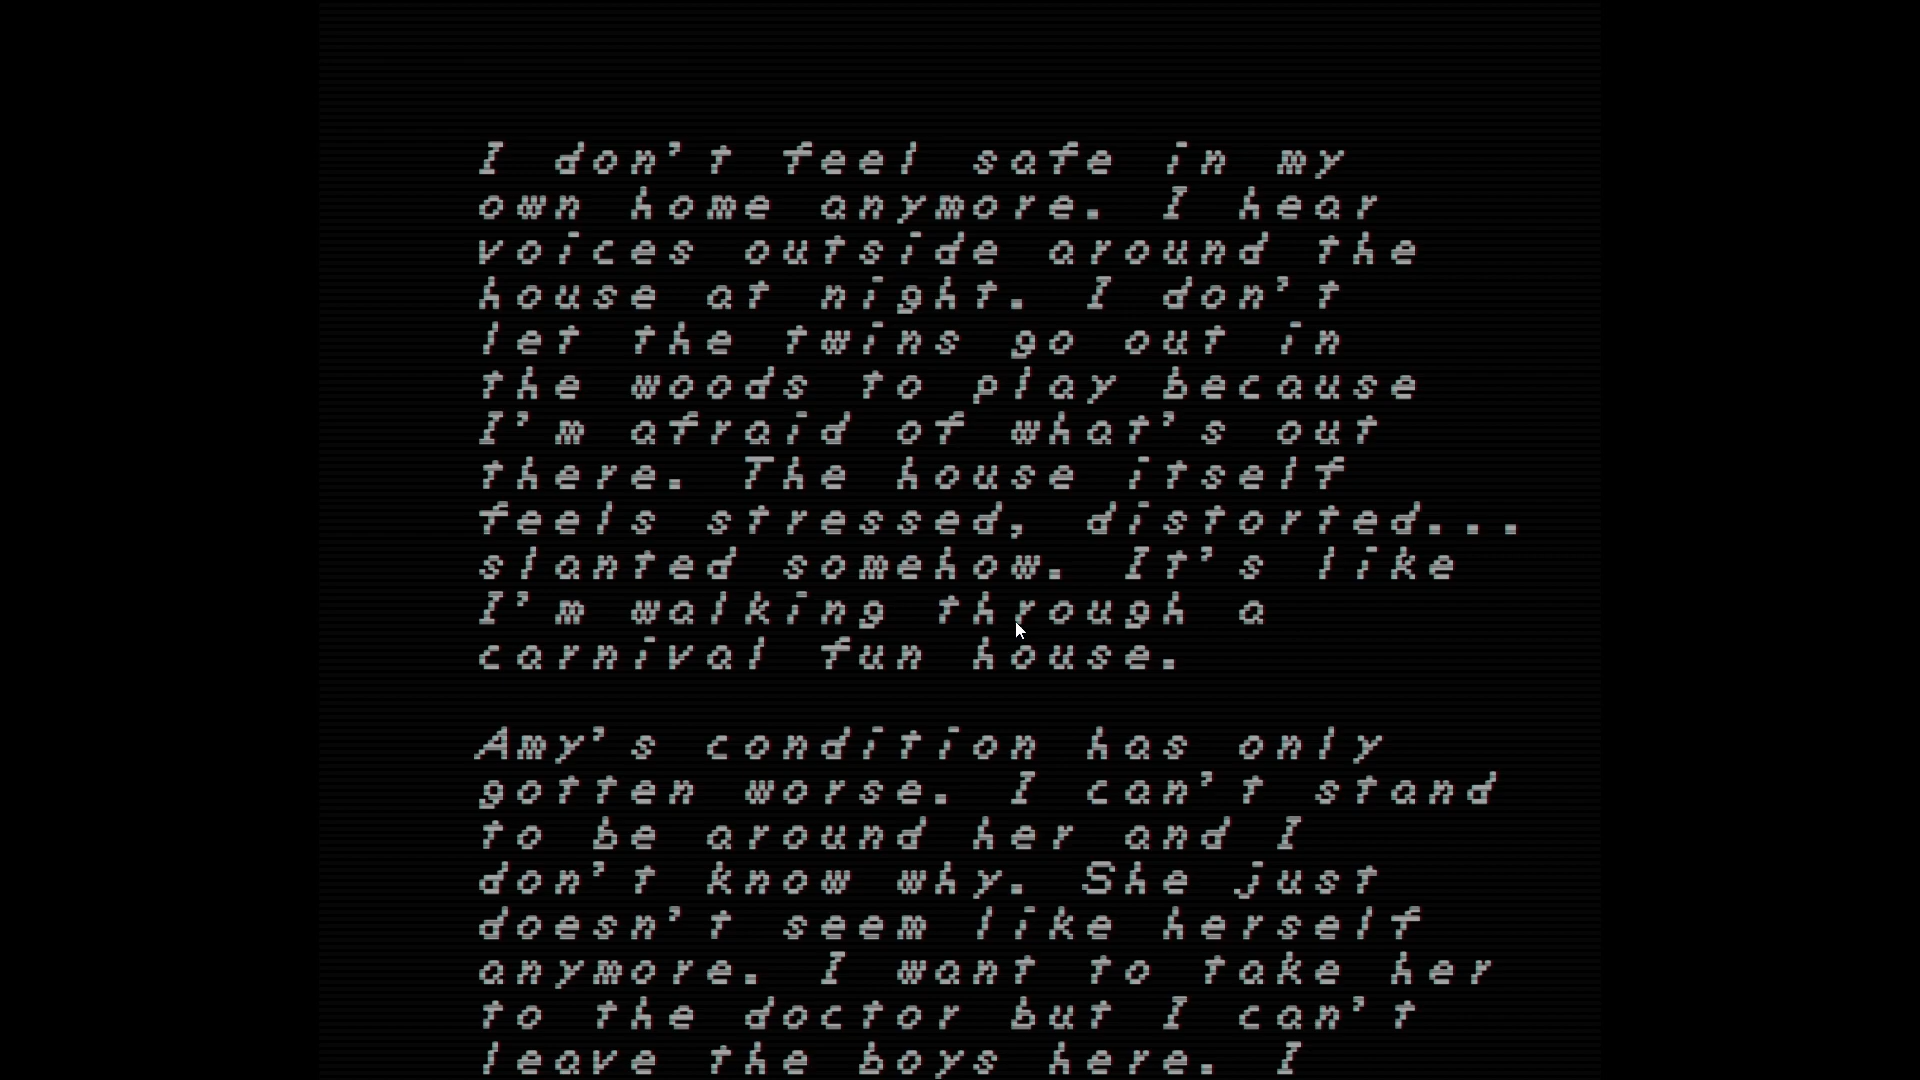 I don't feel safe in my
own home anymore. I hear
voices outside around the
house at night. I don't
let the twins go out in
the woods to play because
I'm afraid of what's out
there. The house itself
feels stressed, distorted...
slanted somehow. It's like
I'm walking through a
carnival fun house.
Amy's condition has only
gotten worse. I can't stand
to be around her and I
don't know why. She just
doesn't seem like herself
anymore. I want to take her
to the doctor but I can't
leave the boys here. I